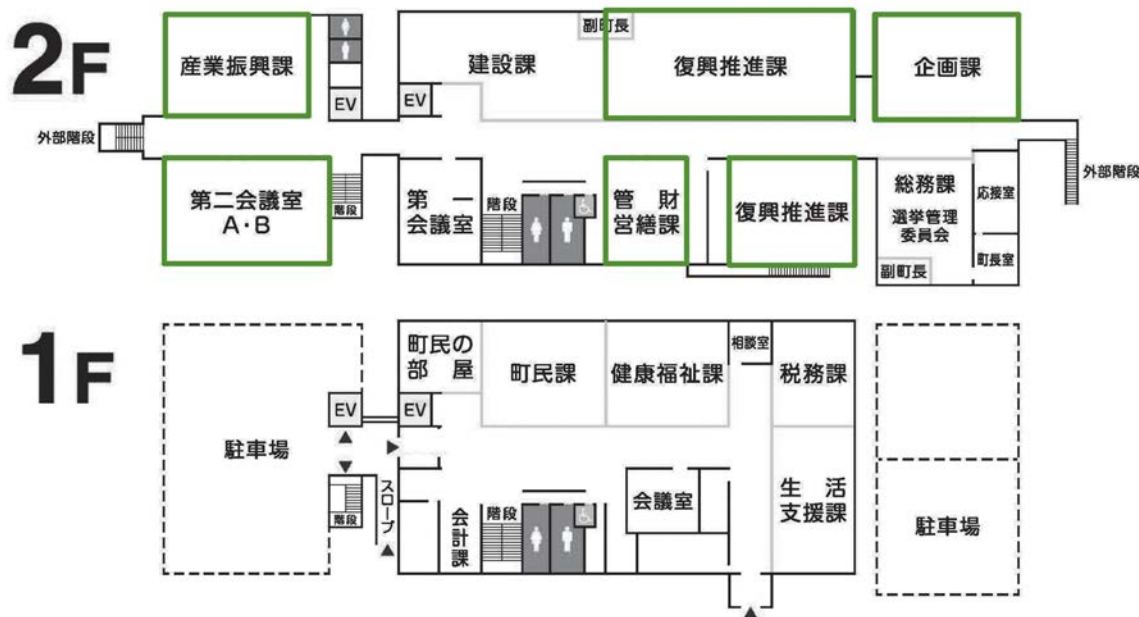 2F
産業振興課
EV
外部階段
第二会議室
A・B
階段
EV
建設課
副町長
復興推進課
企画課
第一
会議室
階段
管財
営繕課
復興推進課
総務課
選挙管理
委員会
副町長
応接室
町長室
外部階段
1F
駐車場
EV
階段
スロープ
町民の
部屋
EV
町民課
健康福祉課
相談室
税務課
会計課
階段
会議室
生活
支援課
駐車場